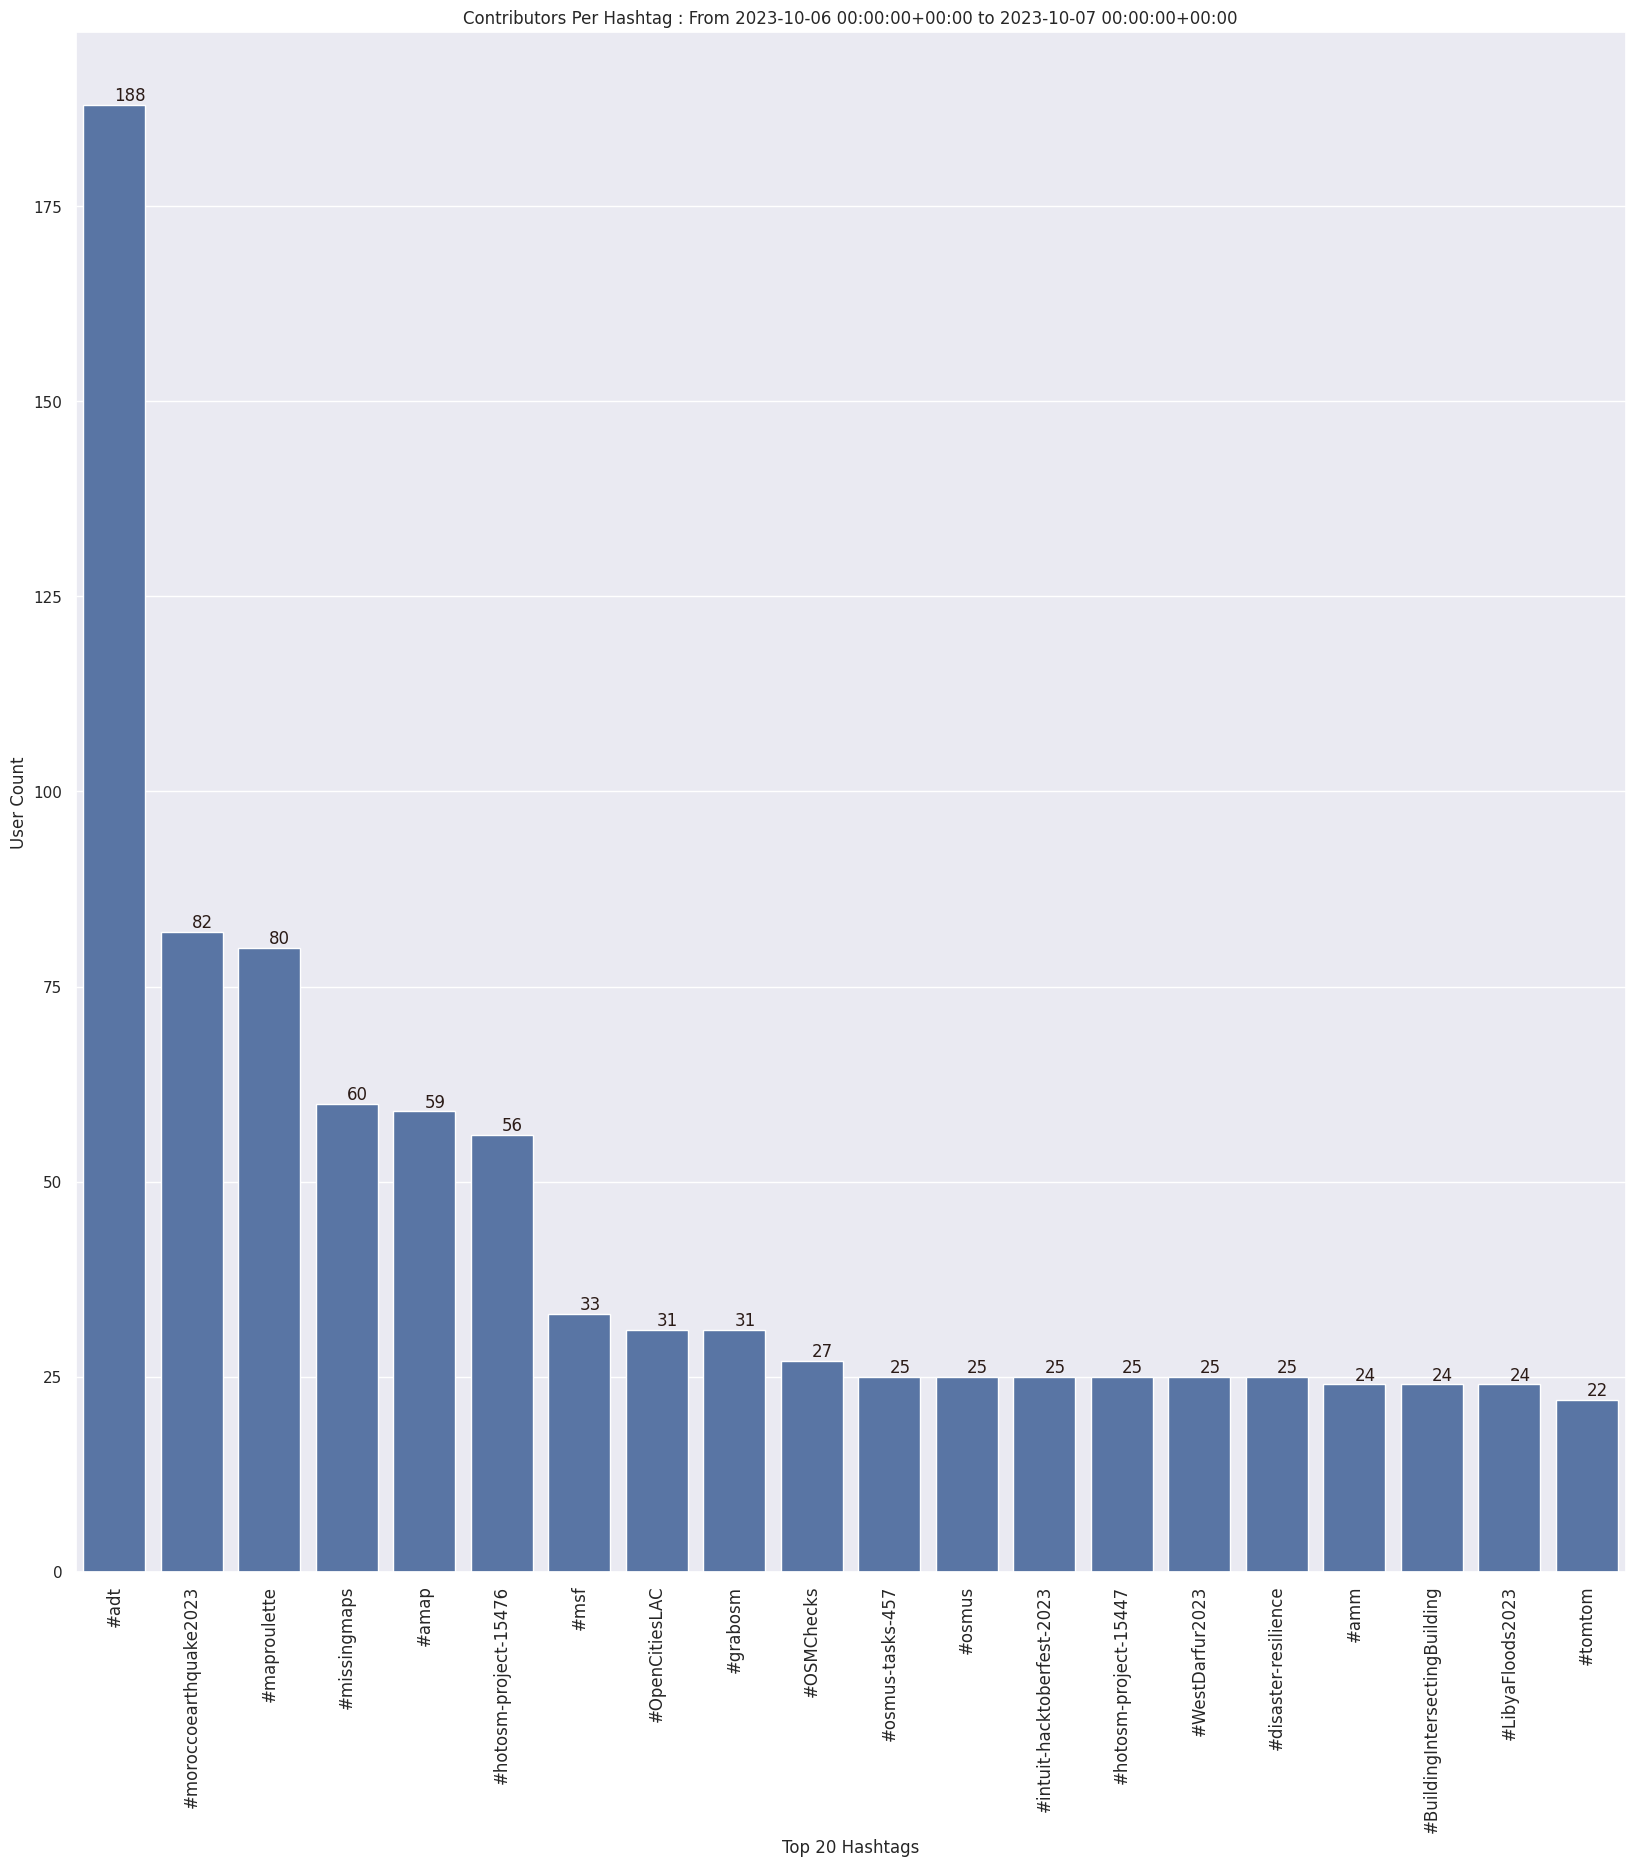 Contributors Per Hashtag : From 2023-10-06 00:00:00+00:00 to 2023-10-07 00:00:00+00:00
User Count
175
150
125
100
75
50
25
0
188
82
80
60
59
56
33
31
31
27
25
25
25
25
25
25
24
24
24
22
#adt
#moroccoearthquake2023
#maproulette
#missingmaps
#amap
#hotosm-project-15476
#msf
#OpenCitiesLAC
#grabosm
#OSMChecks
#osmus-tasks-457
#osmus
#intuit-hacktoberfest-2023
#hotosm-project-15447
#WestDarfur2023
#disaster-resilience
#amm
#BuildingIntersectingBuilding
#LibyaFloods2023
#tomtom
Top 20 Hashtags